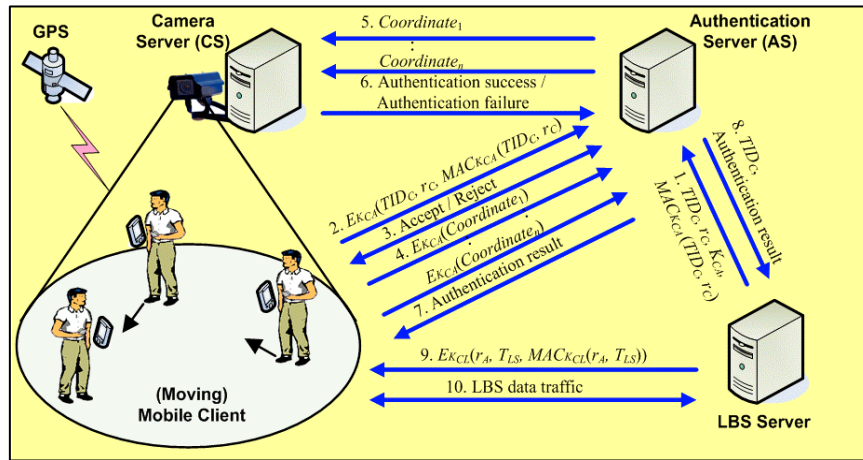 GPS
Camera
Server (CS)
Authentication
Server (AS)
5. Coordinate1
:
Coordinaten
6. Authentication success /
Authentication failure
2. EKCA(TIDC, rC, MACKCA(TIDC, rC)
3. Accept / Reject
4. EKCA(Coordinate1)
:
EKCA(Coordinaten)
7. Authentication result
8. TIDC,
Authentication result
1. TIDC, rC, KCA,
MACKCA(TIDC, rC)
9. EKCL(rA, TLS, MACKCL(rA, TLS))
10. LBS data traffic
(Moving)
Mobile Client
LBS Server